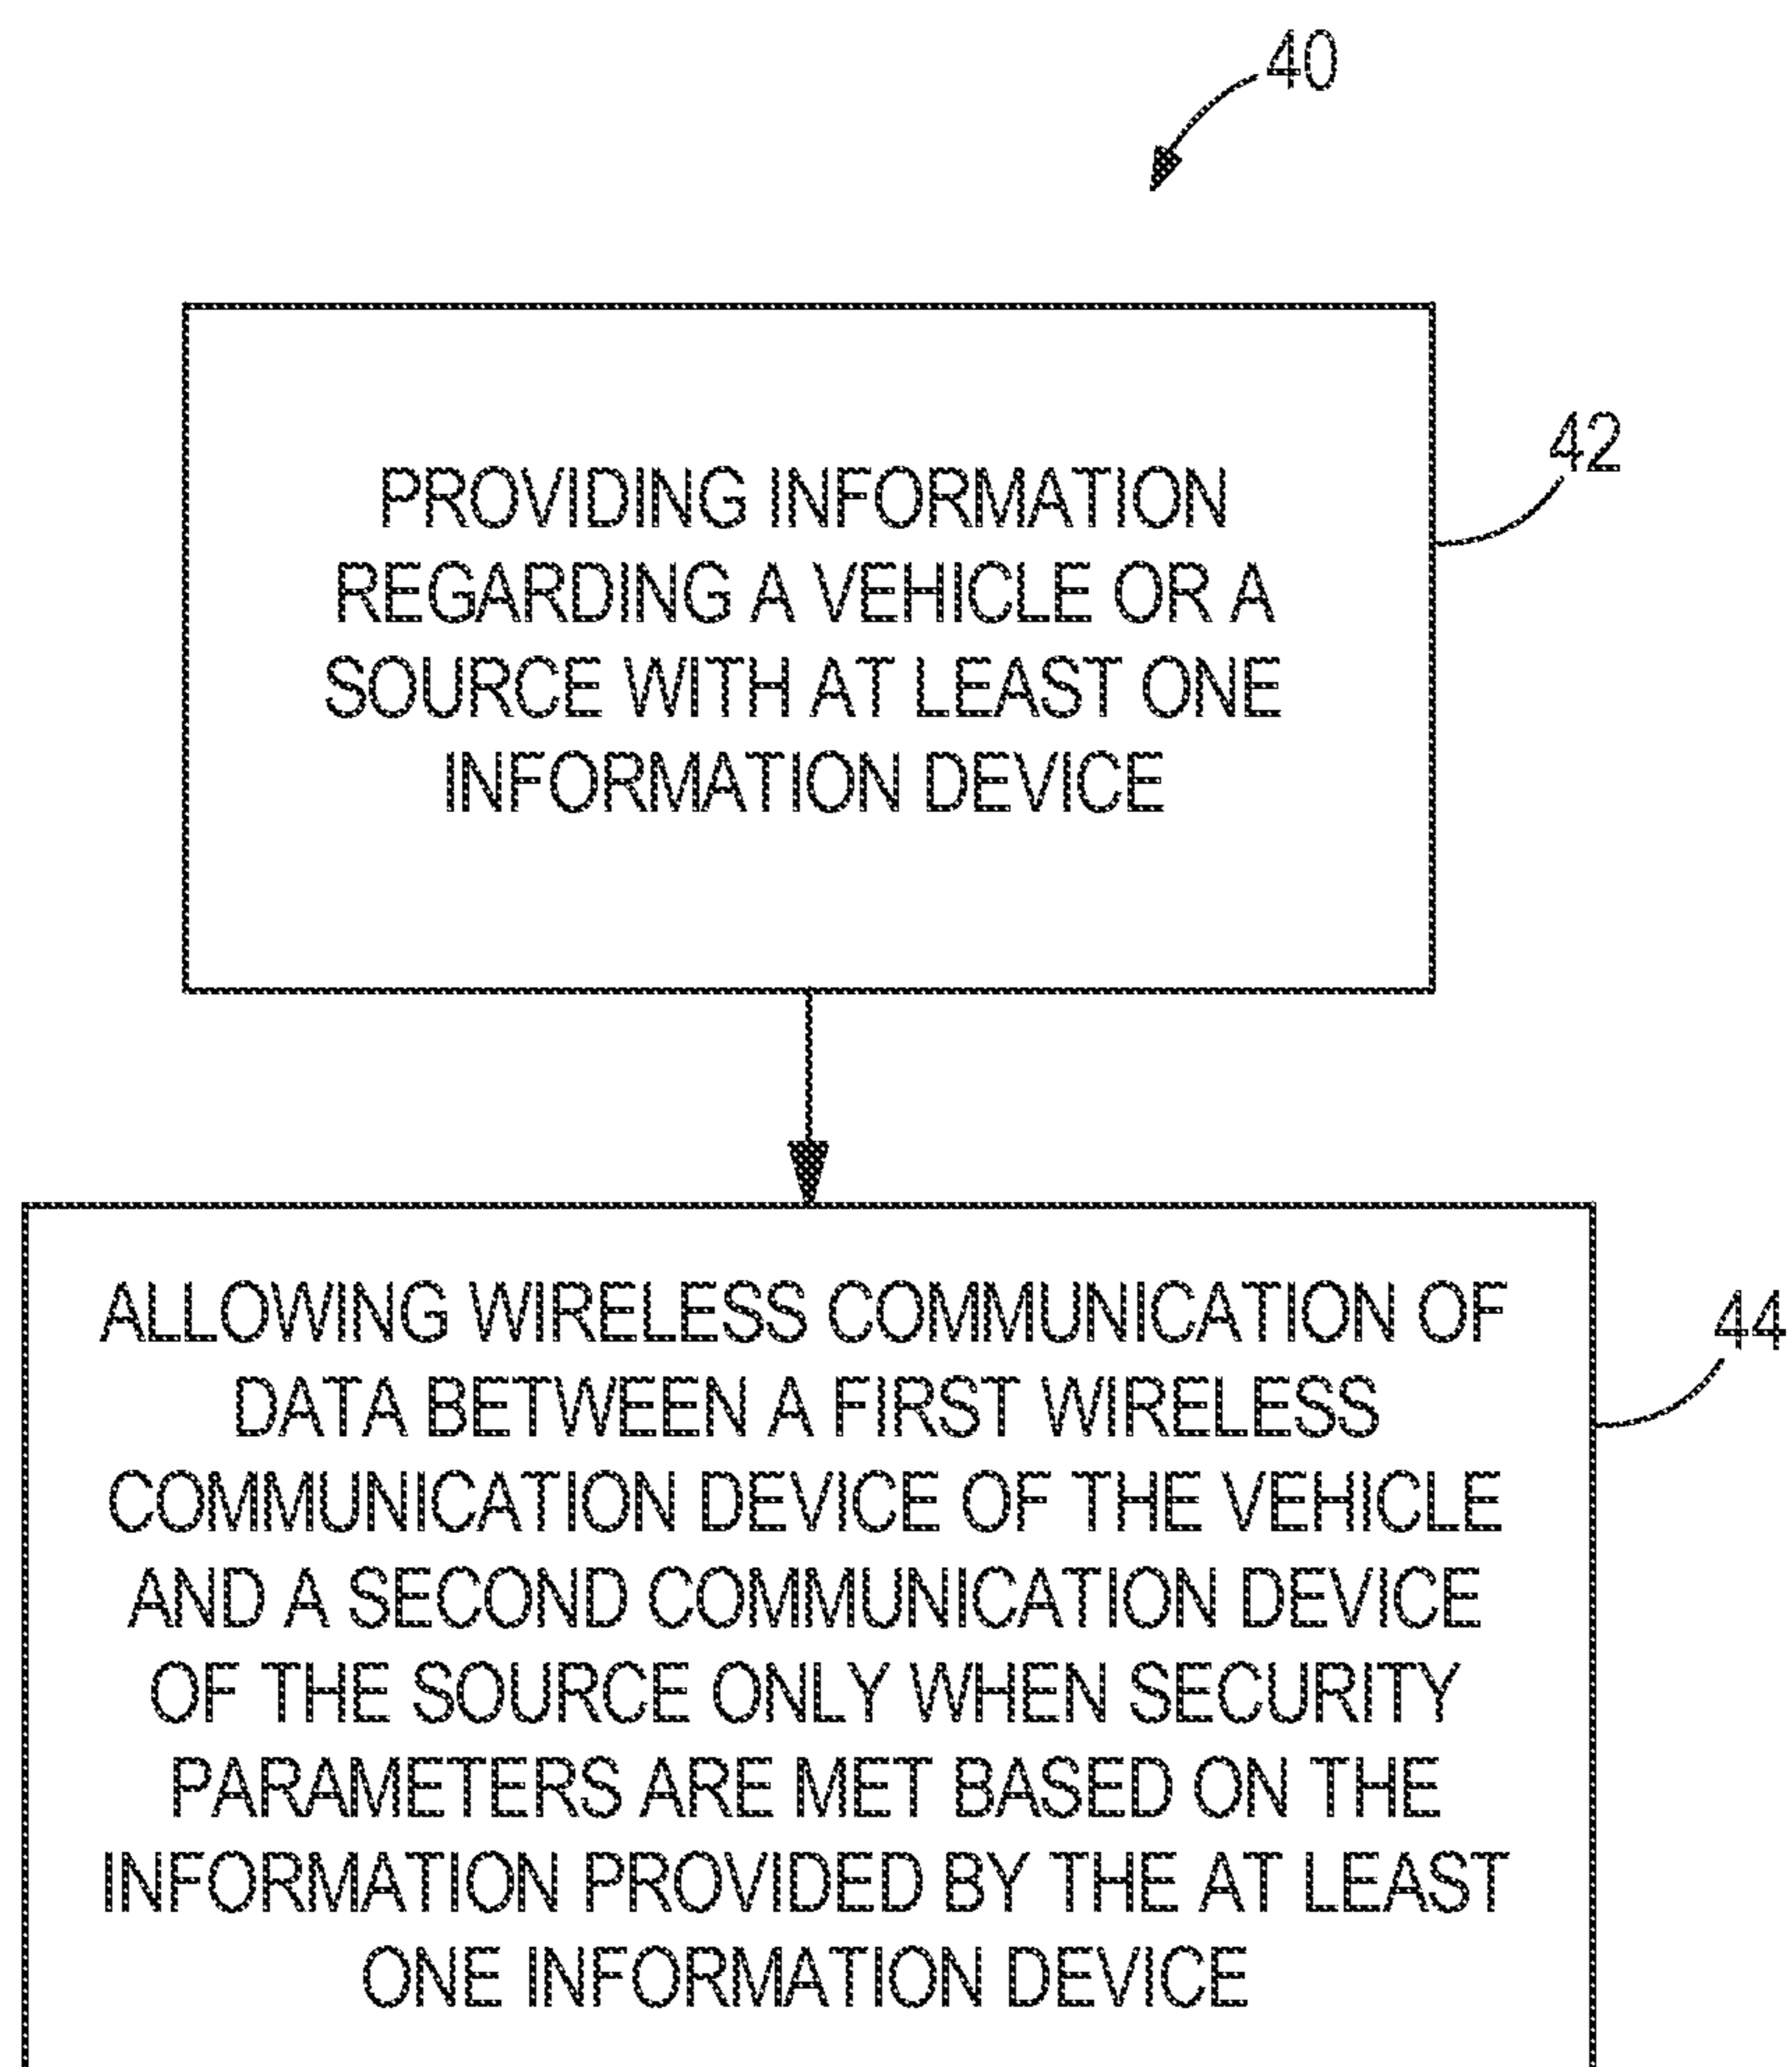 40
PROVIDING INFORMATION
REGARDING A VEHICLE OR A
SOURCE WITH AT LEAST ONE
INFORMATION DEVICE
42
ALLOWING WIRELESS COMMUNICATION OF
DATA BETWEEN A FIRST WIRELESS
COMMUNICATION DEVICE OF THE VEHICLE
AND A SECOND COMMUNICATION DEVICE
OF THE SOURCE ONLY WHEN SECURITY
PARAMETERS ARE MET BASED ON THE
INFORMATION PROVIDED BY THE AT LEAST
ONE INFORMATION DEVICE
44